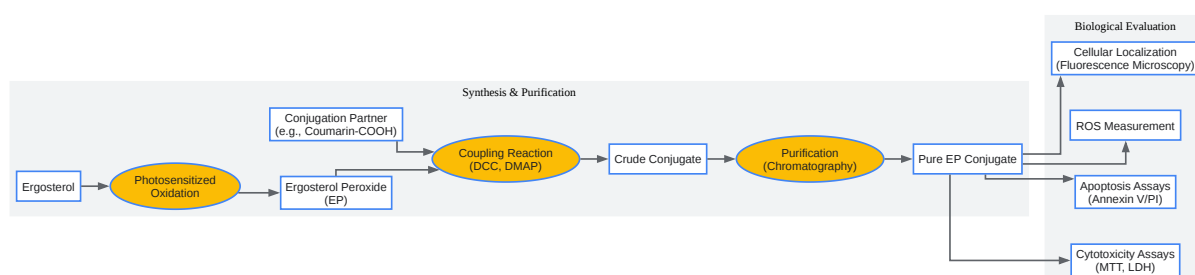 Biological Evaluation
Cellular Localization
(Fluorescence Microscopy)
Synthesis & Purification
Conjugation Partner
(e.g., Coumarin-COOH)
ROS Measurement
Coupling Reaction
(DCC, DMAP)
Crude Conjugate
Purification
(Chromatography)
Pure EP Conjugate
Ergosterol
Photosensitized
Oxidation
Ergosterol Peroxide
(EP)
Apoptosis Assays
(Annexin V/PI)
Cytotoxicity Assays
(MTT, LDH)